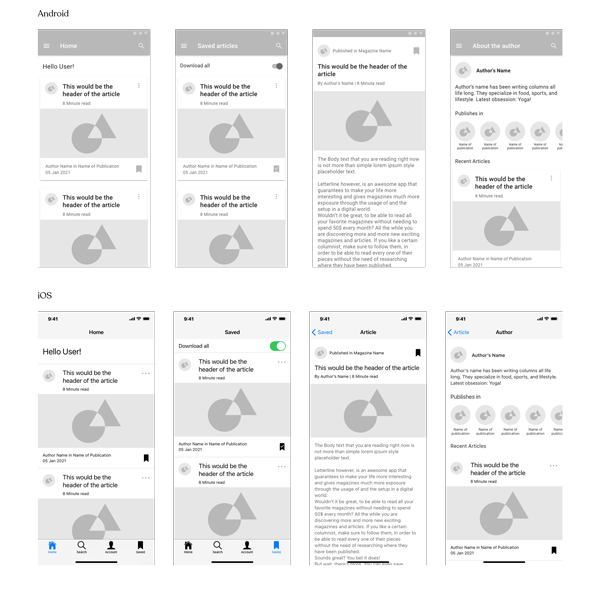 Android
Home
Hello User!
This would be the
header of the article
8 Minute read
Author Name in Name of Publication
05 Jan 2021
This would be the
header of the article
8 Minute read
Saved articles
Download all
This would be the
header of the article
8 Minute read
Author Name in Name of Publication
05 Jan 2021
This would be the
header of the article
8 Minute read
Published in Magazine Name
This would be the header of the
article
By Author's Name | 8 Minute read
The Body text that you are reading right now
is not more than simple lorem ipsum style
placeholder text.
Letterline however, is an awesome app that
guarantees to make your life more
interesting and gives magazines much more
exposure through the usage of and the
setup in a digital world.
Wouldn't it be great, to be able to read all
your favorite magazines without needing to
spend 50$ every month? All the while you
are discovering more and more new exciting
magazines and articles. If you like a certain
columnist, make sure to follow them, in
order to be able to read every one of their
pieces without the need of researching
where they have been published.
About the author
Author's Name
Author's name has been writing columns all
life long. They specialize in food, sports, and
lifestyle. Latest obsession: Yoga!
Publishes in
Name of
publication
Name of
publication
Name of
publication
Name of
publication
Recent Articles
This would be the
header of the article
8 Minute read
Author Name in Name of Publication
05 Jan 2021
iOS
9:41
Home
Hello User!
This would be the
header of the article
8 Minute read
Author Name in Name of Publication
05 Jan 2021
This would be the
header of the article
8 Minute read
Home
Search
Account
Saved
9:41
Saved
Download all
This would be the
header of the article
8 Minute read
Author Name in Name of Publication
05 Jan 2021
This would be the
header of the article
8 Minute read
Home
Search
Account
Saved
9:41
Saved
Article
Published in Magazine Name
This would be the header of the article
By Author's Name | 8 Minute read
The Body text that you are reading right now is
not more than simple lorem ipsum style
placeholder text.
Letterline however, is an awesome app that
guarantees to make your life more interesting
and gives magazines much more exposure
through the usage of and the setup in a digital
world.
Wouldn't it be great, to be able to read all your
favorite magazines without needing to spend
50$ every month? All the while you are
discovering more and more new exciting
magazines and articles. If you like a certain
columnist, make sure to follow them, in order to
be able to read every one of their pieces
without the need of researching where they
have been published.
Sounds great? You bet it does!
9:41
Article
Author
Author's Name
Author's name has been writing columns all life
long. They specialize in food, sports, and lifestyle.
Latest obsession: Yoga!
Publishes in
Name of
publication
Name of
publication
Name of
publication
Name of
publication
Recent Articles
This would be the
header of the article
8 Minute read
Author Name in Name of Publication
05 Jan 2021